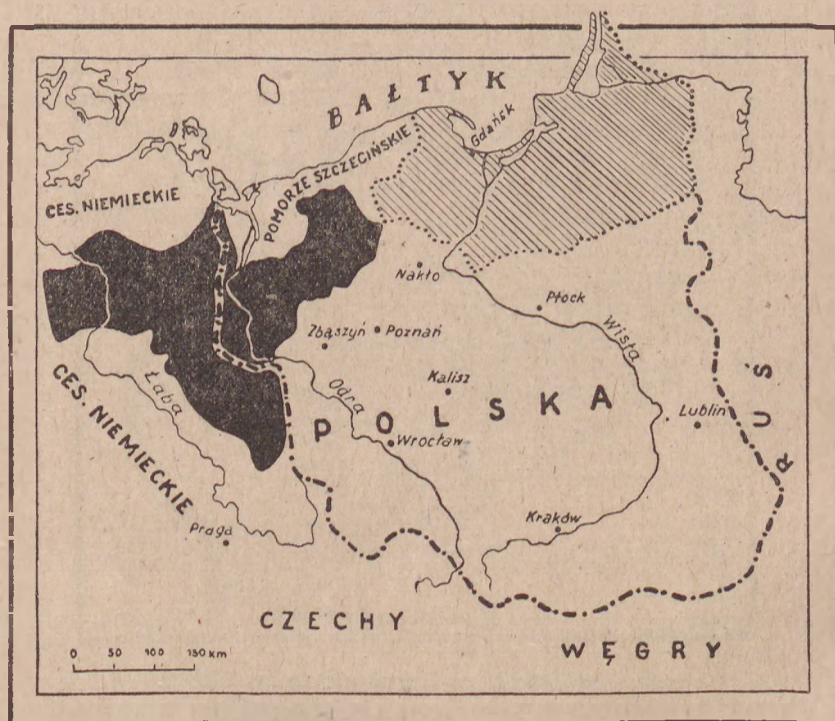 BAŁTYK
Gdańsk
POMORZE SZCZECIŃSKIE
CES. NIEMIECKIE
Nakło
Płock
Zbąszyń
Poznań
Wisła
CES. NIEMIECKIE
Łaba
Odra
Kalisz
POLSKA
Lublin
RUŚ
Wrocław
Praga
Kraków
CZECHY
WĘGRY
0 50 100 150 km